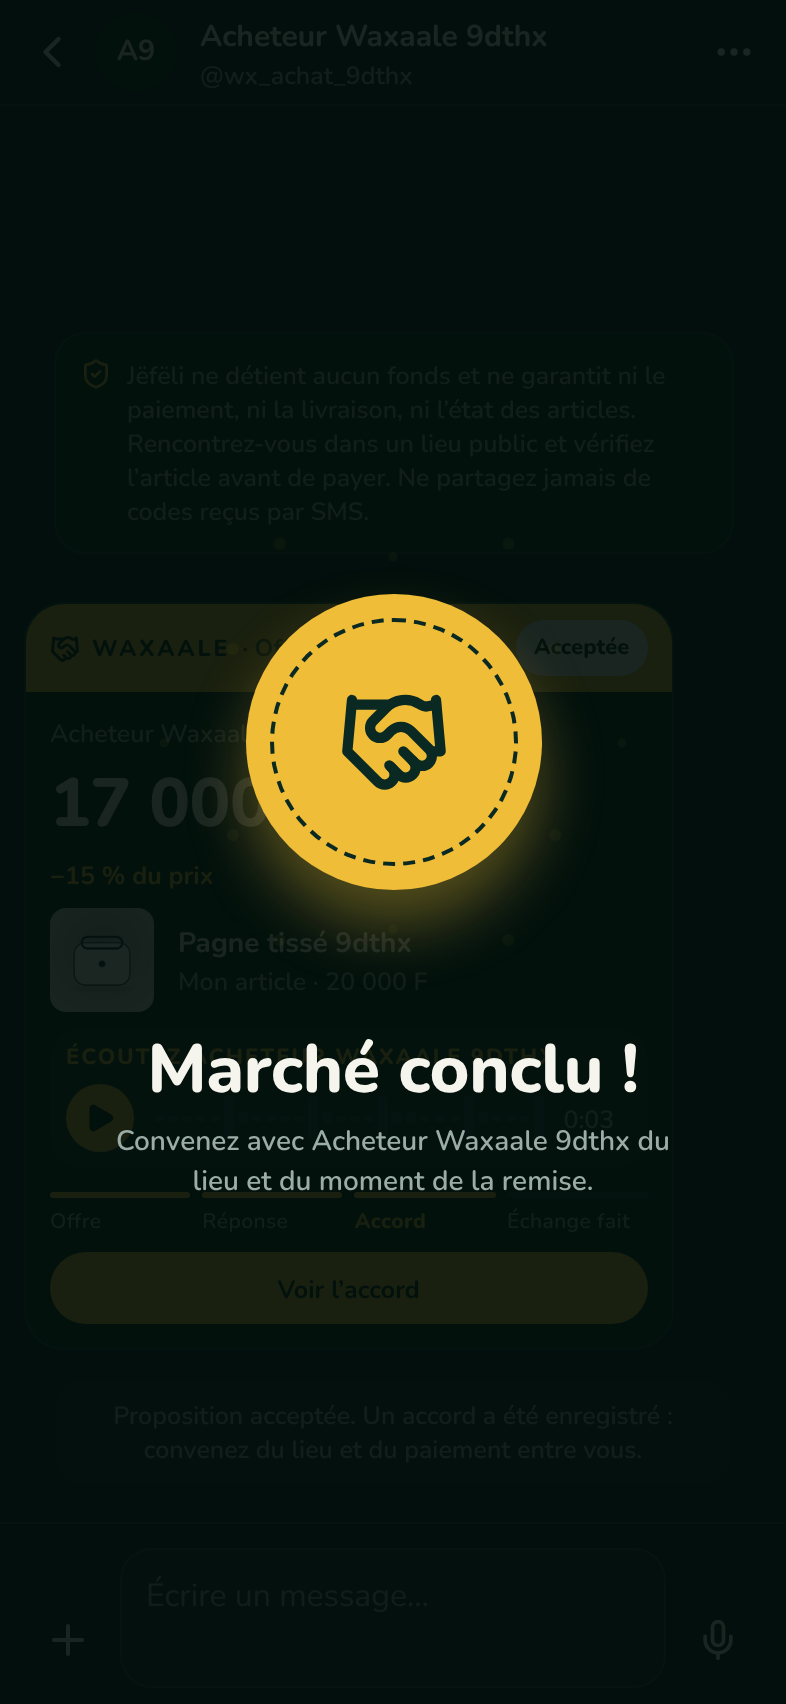 A9
Acheteur Waxaale 9dthx
@wx_achat_9dthx
Jëfëli ne détient aucun fonds et ne garantit ni le
paiement, ni la livraison, ni l’état des articles.
Rencontrez-vous dans un lieu public et vérifiez
l’article avant de payer. Ne partagez jamais de
codes reçus par SMS.
WAXAALE ·
Acceptée
Acheteur
17 000
−15 % du prix
Pagne tissé 9dthx
Mon article · 20 000 F
Marché conclu !
0:03
Convenez avec Acheteur Waxaale 9dthx du
lieu et du moment de la remise.
Offre
Réponse
Accord
Échange fait
Voir l’accord
Proposition acceptée. Un accord a été enregistré :
convenez du lieu et du paiement entre vous.
Écrire un message...